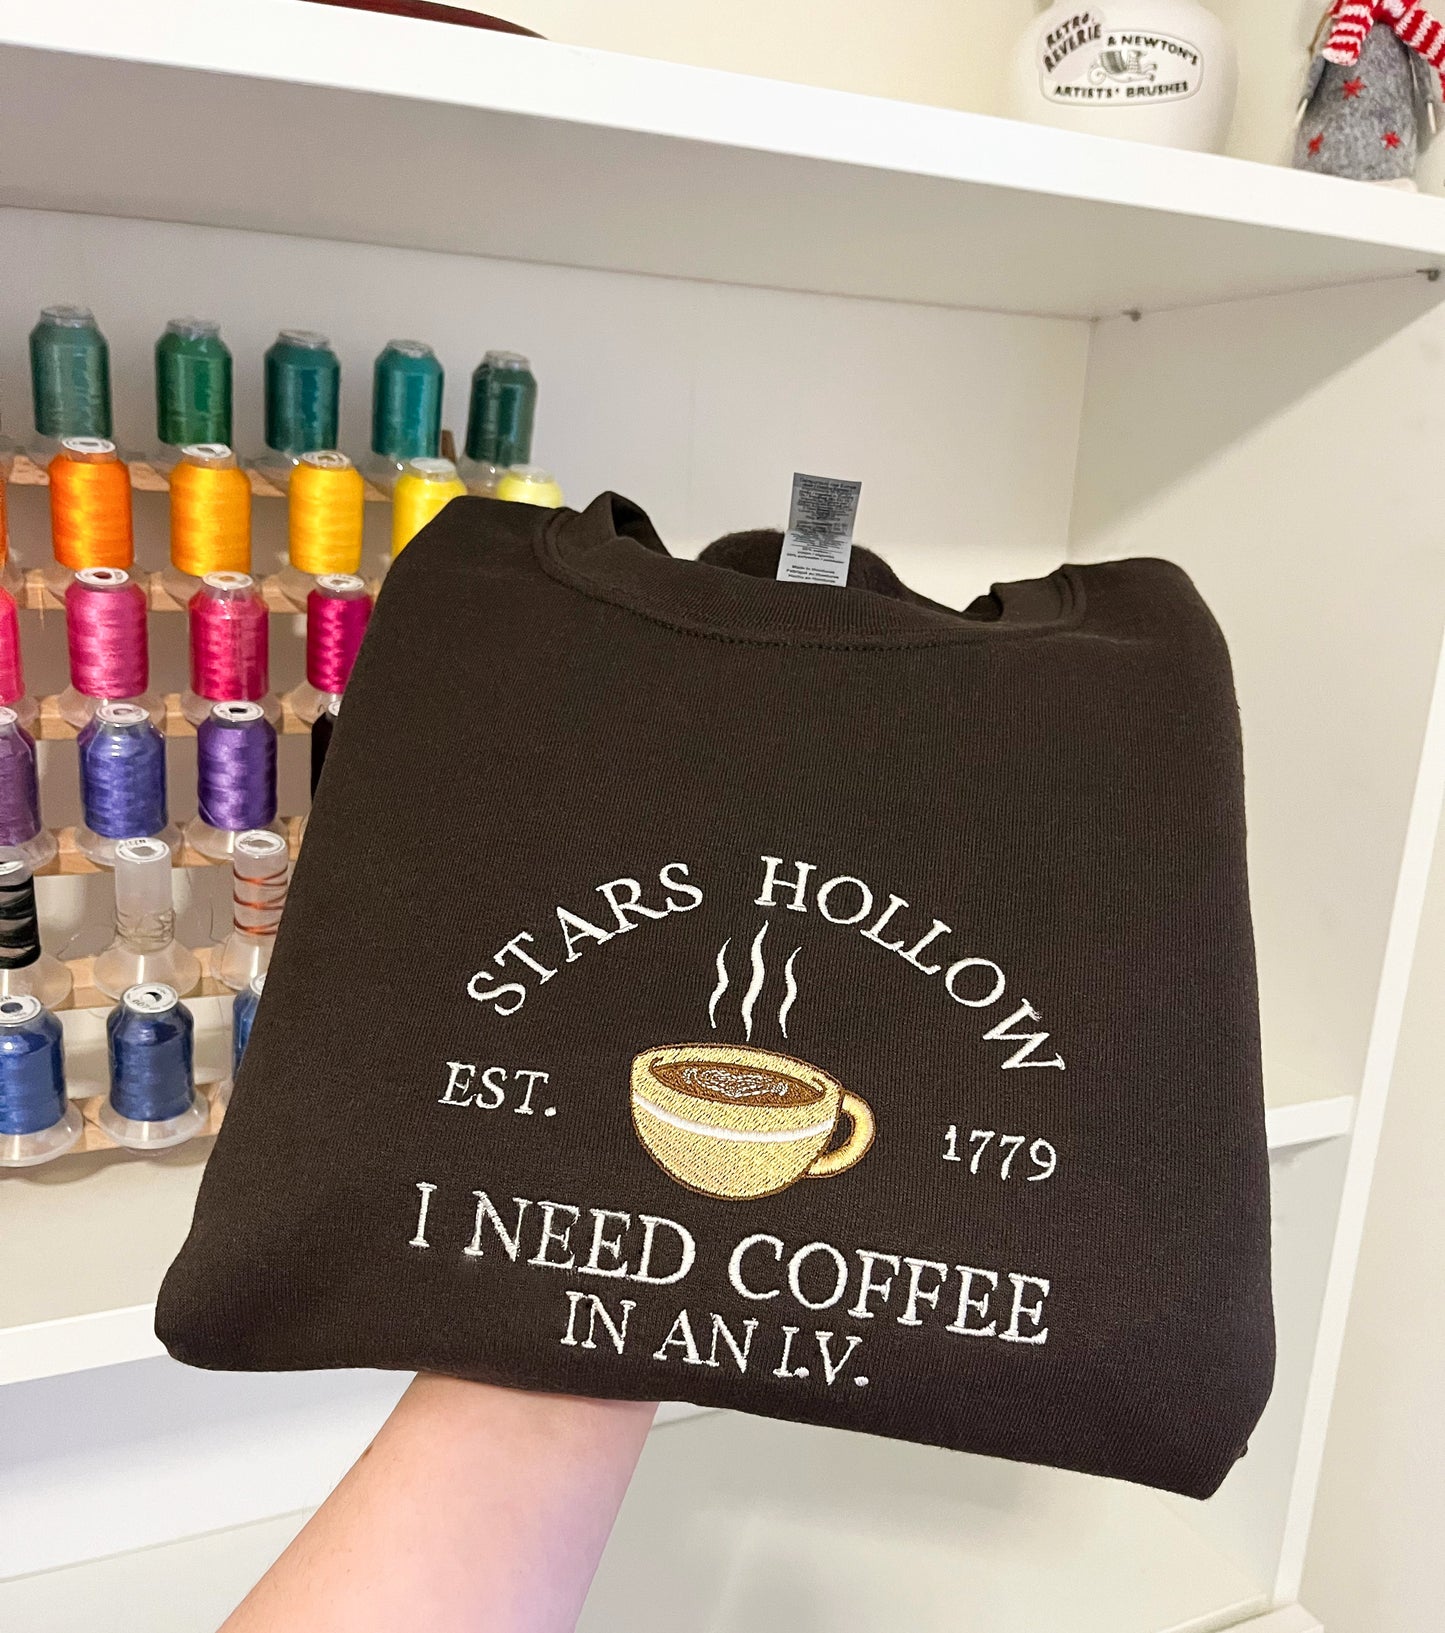 RETRO REVERIE
& NEWTON'S
ARTISTS' BRUSHES
STARS HOLLOW
EST. 1779
I NEED COFFEE
IN AN I.V.